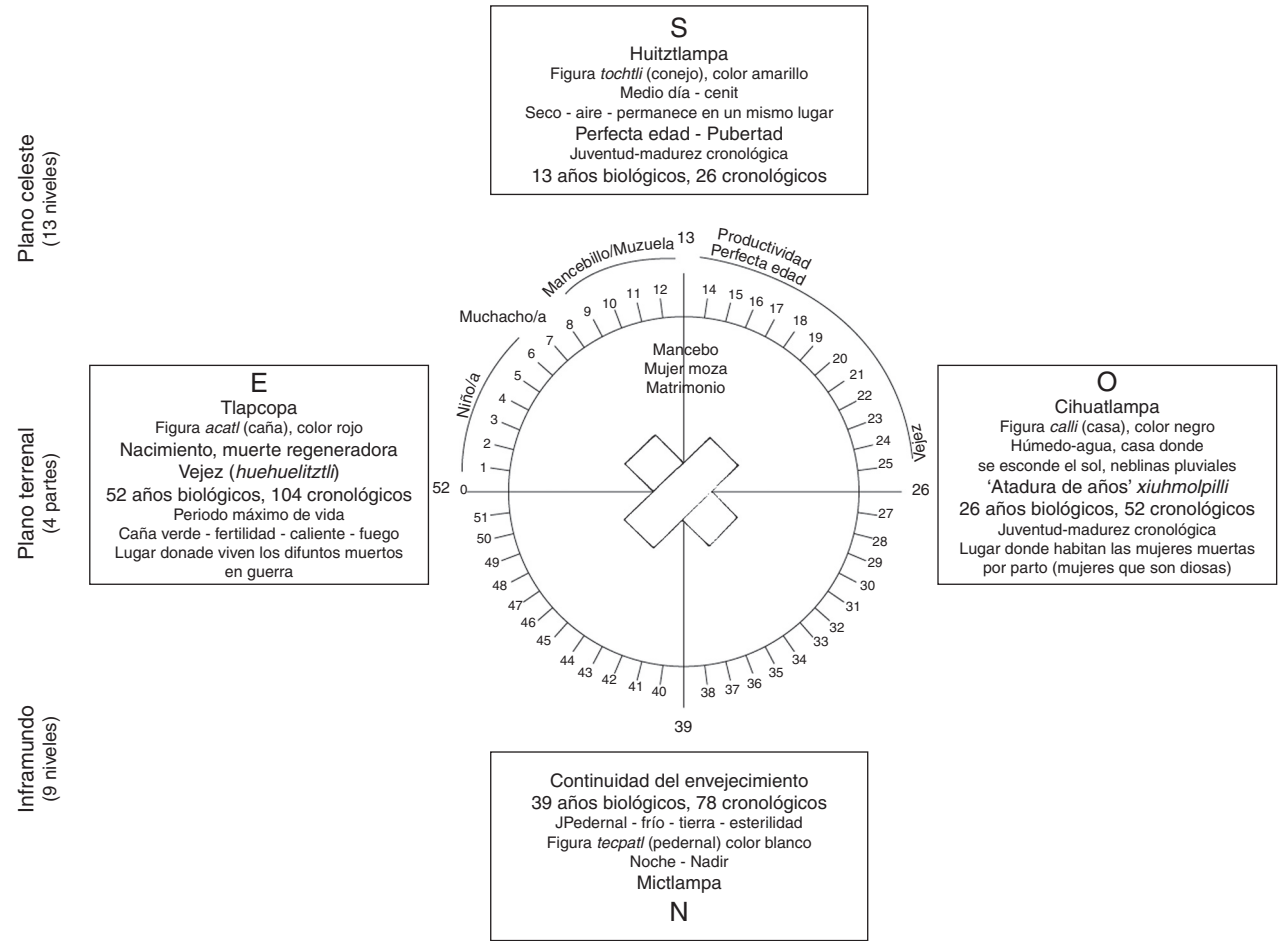 S
Huitztlampa
Figura tochtli (conejo), color amarillo
Medio día - cenit
Seco - aire - permanece en un mismo lugar
Perfecta edad - Pubertad
Juventud-madurez cronológica
13 años biológicos, 26 cronológicos
Plano celeste
(13 niveles)
Plano terrenal
(4 partes)
Inframundo
(9 niveles)
E
Tlapcopa
Figura acatl (caña), color rojo
Nacimiento, muerte regeneradora
Vejez (huehuelitztli)
52 años biológicos, 104 cronológicos
Periodo máximo de vida
Caña verde - fertilidad - caliente - fuego
Lugar donade viven los difuntos muertos
en guerra
Niño/a
Muchacho/a
Mancebillo/Muzuela
Productividad
Perfecta edad
Vejez
Mancebo
Mujer moza
Matrimonio
52
0
1
2
3
4
5
6
7
8
9
10
11
12
13
14
15
16
17
18
19
20
21
22
23
24
25
26
27
28
29
30
31
32
33
34
35
36
37
38
39
40
41
42
43
44
45
46
47
48
49
50
51
O
Cihuatlampa
Figura calli (casa), color negro
Húmedo-agua, casa donde
se esconde el sol, neblinas pluviales
'Atadura de años' xiuhmolpilli
26 años biológicos, 52 cronológicos
Juventud-madurez cronológica
Lugar donde habitan las mujeres muertas
por parto (mujeres que son diosas)
Continuidad del envejecimiento
39 años biológicos, 78 cronológicos
JPedernal - frío - tierra - esterilidad
Figura tecpatl (pedernal) color blanco
Noche - Nadir
Mictlampa
N